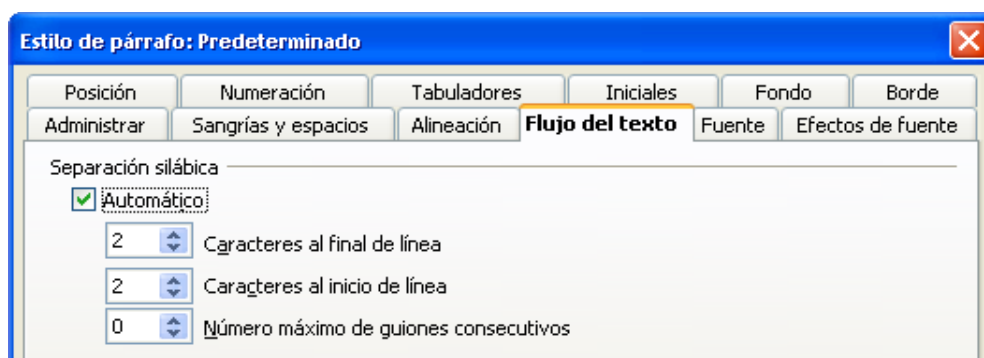 Estilo de párrafo: Predeterminado
Posición Numeración Tabuladores Iniciales Fondo Borde
Administrar Sangrías y espacios Alineación Flujo del texto Fuente Efectos de fuente
Separación silábica
Automático
2 Caracteres al final de línea
2 Caracteres al inicio de línea
0 Número máximo de guiones consecutivos